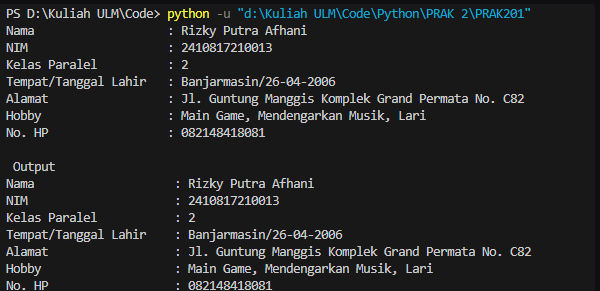 PS D:\Kuliah ULM\Code> python -u "d:\Kuliah ULM\Code\Python\PRAK 2\PRAK201"
Nama : Rizky Putra Afhani
NIM : 2410817210013
Kelas Paralel : 2
Tempat/Tanggal Lahir : Banjarmasin/26-04-2006
Alamat : Jl. Guntung Manggis Komplek Grand Permata No. C82
Hobby : Main Game, Mendengarkan Musik, Lari
No. HP : 082148418081
Output
Nama : Rizky Putra Afhani
NIM : 2410817210013
Kelas Paralel : 2
Tempat/Tanggal Lahir : Banjarmasin/26-04-2006
Alamat : Jl. Guntung Manggis Komplek Grand Permata No. C82
Hobby : Main Game, Mendengarkan Musik, Lari
No. HP : 082148418081